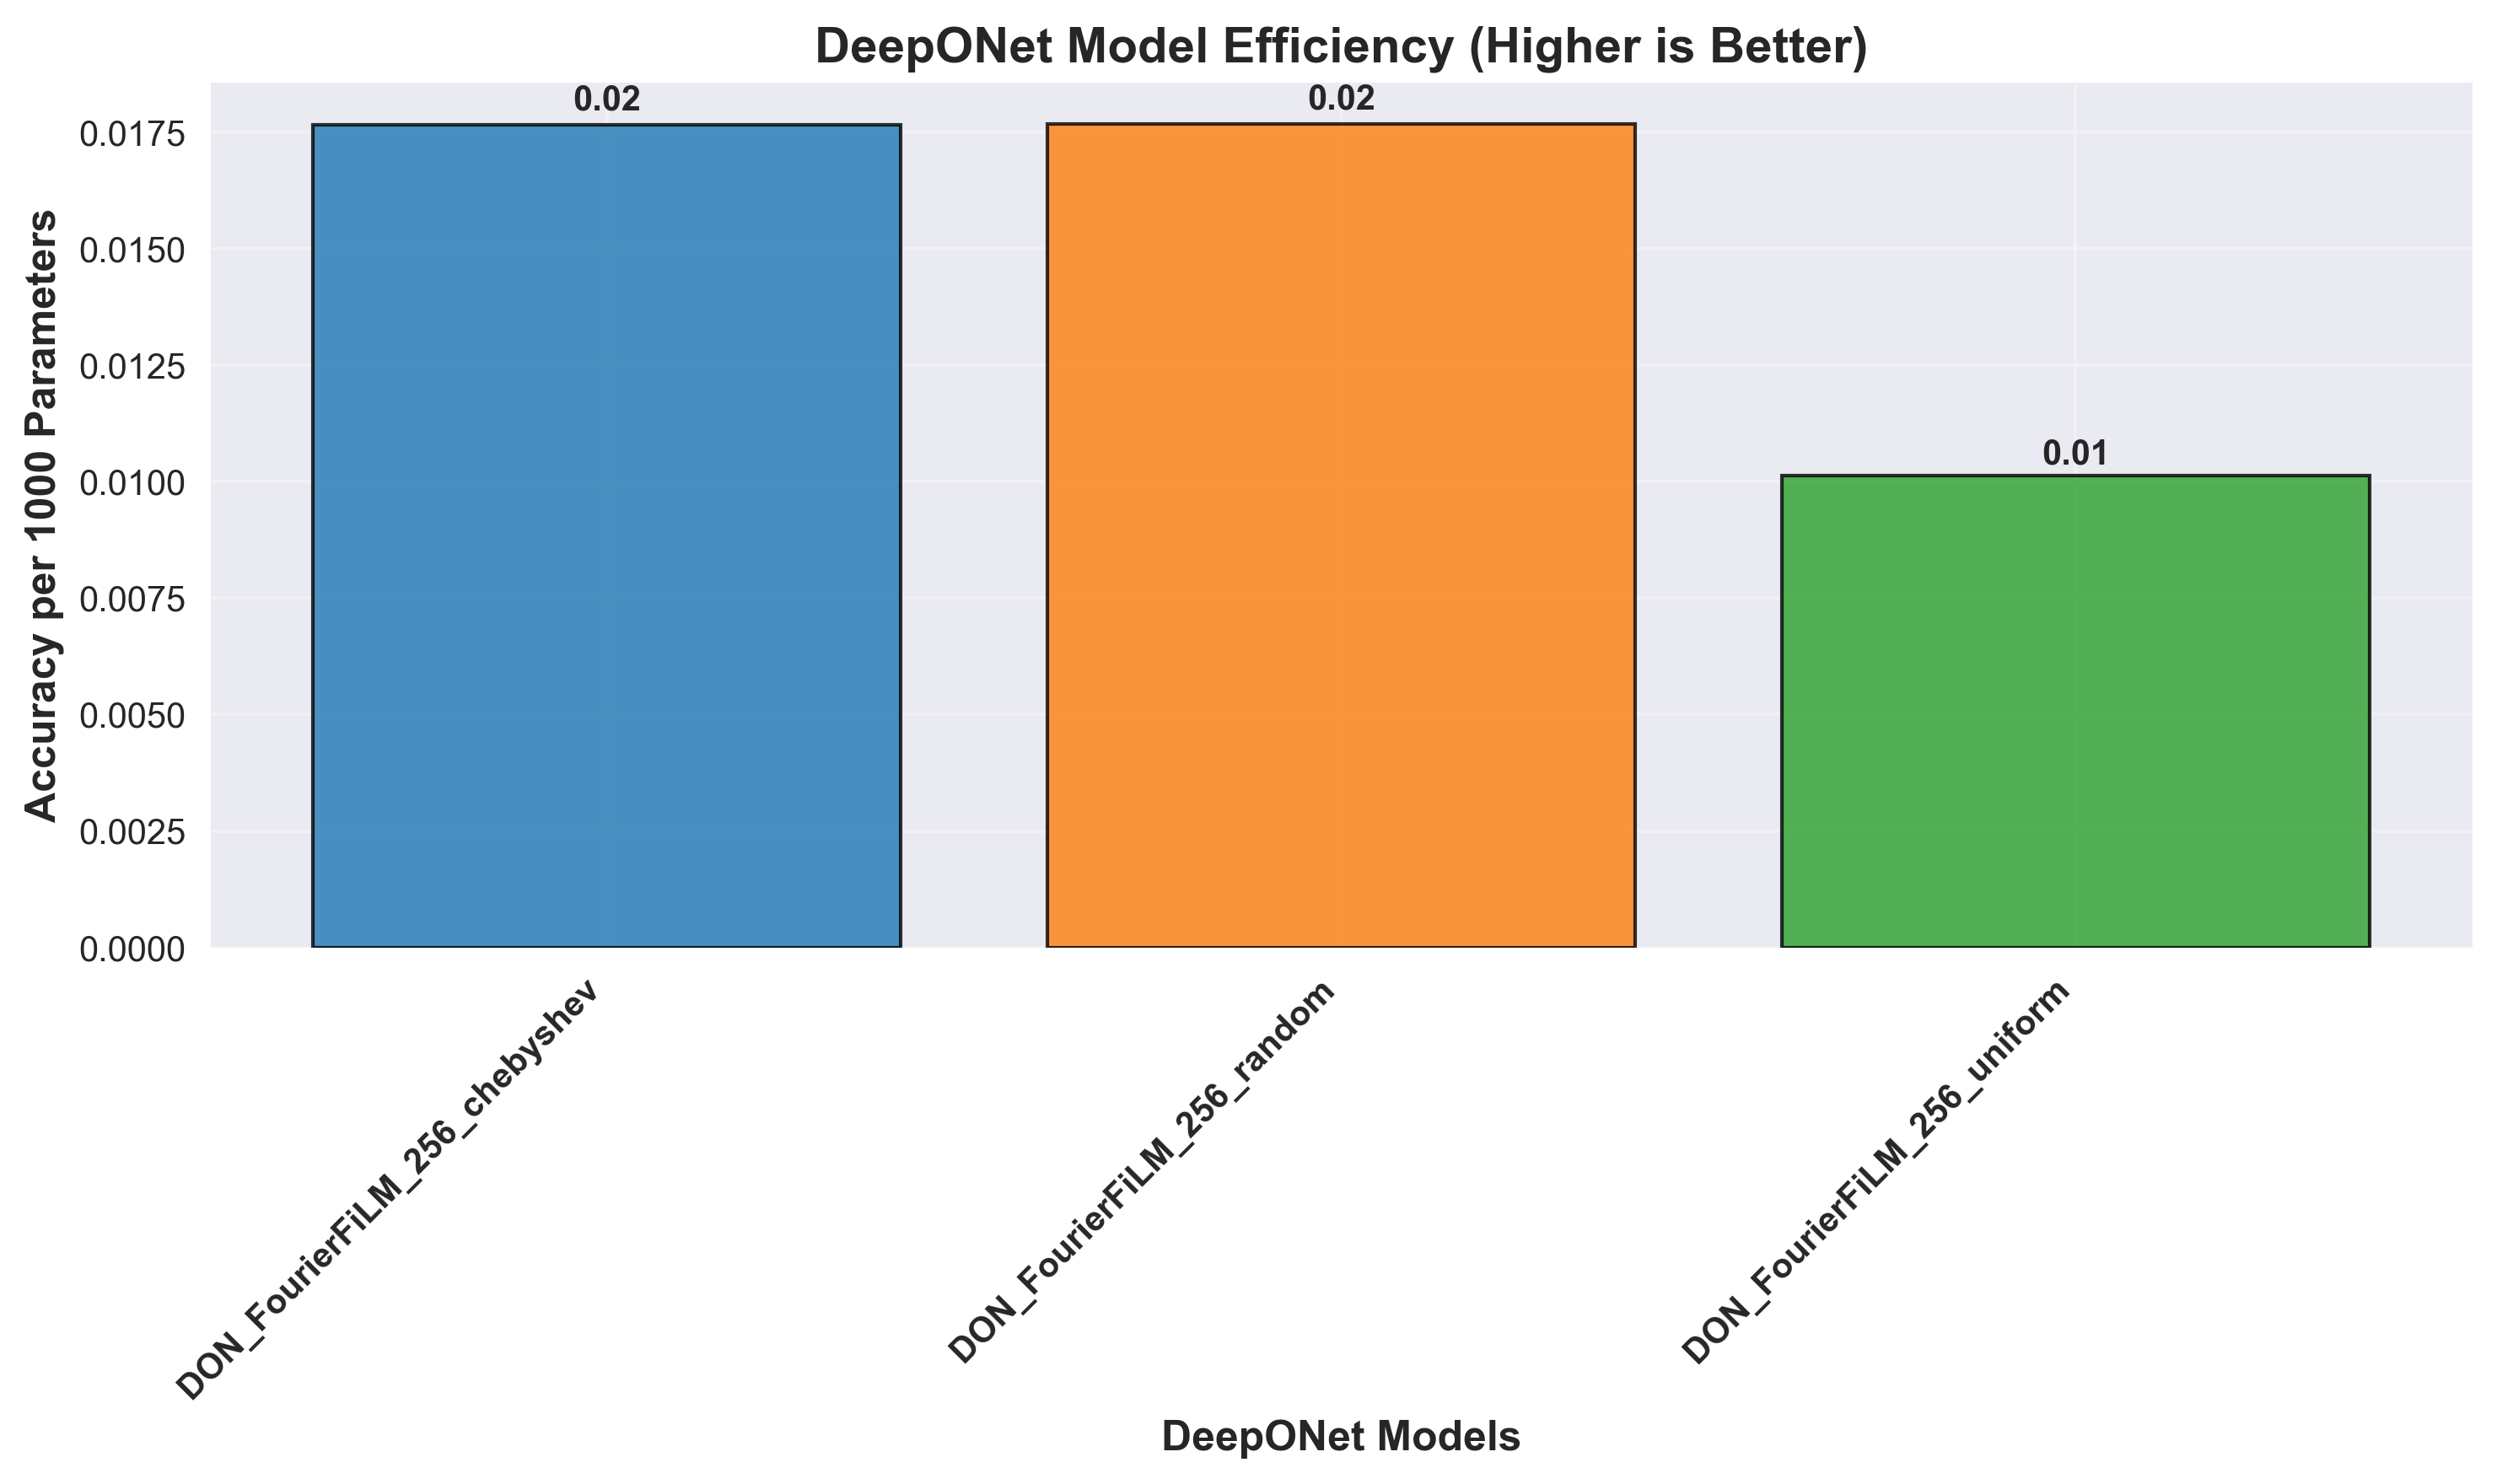 DeepONet Model Efficiency (Higher is Better)
0.02
0.02
0.01
Accuracy per 1000 Parameters
0.0175
0.0150
0.0125
0.0100
0.0075
0.0050
0.0025
0.0000
DON_FourierFiLM_256_chebyshev
DON_FourierFiLM_256_random
DON_FourierFiLM_256_uniform
DeepONet Models